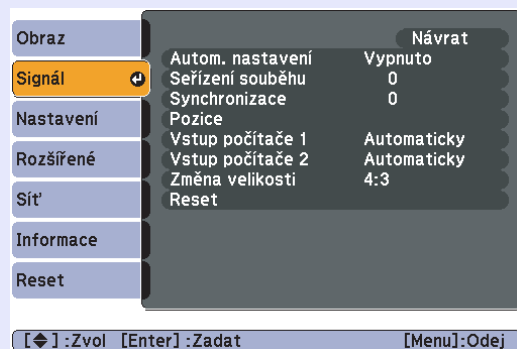 Obraz
Signál
Nastavení
Rozšířené
Síť
Informace
Reset
Návrat
Autom. nastavení Vypnuto
Seřízení souběhu 0
Synchronizace 0
Pozice
Vstup počítače 1 Automaticky
Vstup počítače 2 Automaticky
Změna velikosti 4:3
Reset
[◆]:Zvol [Enter]:Zadat [Menu]:Odej